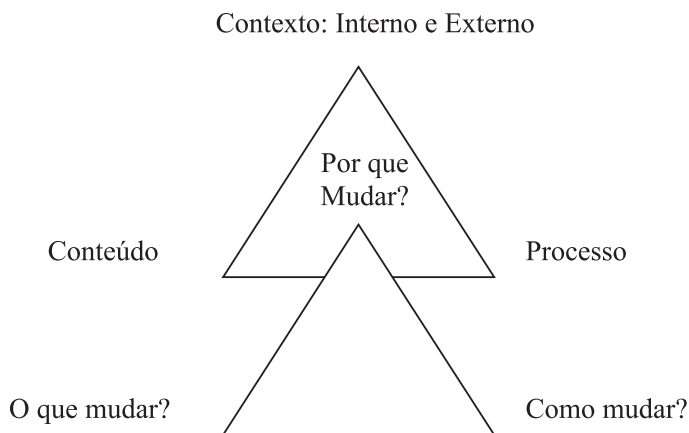 Contexto: Interno e Externo
Por que
Mudar?
Conteúdo
Processo
O que mudar?
Como mudar?